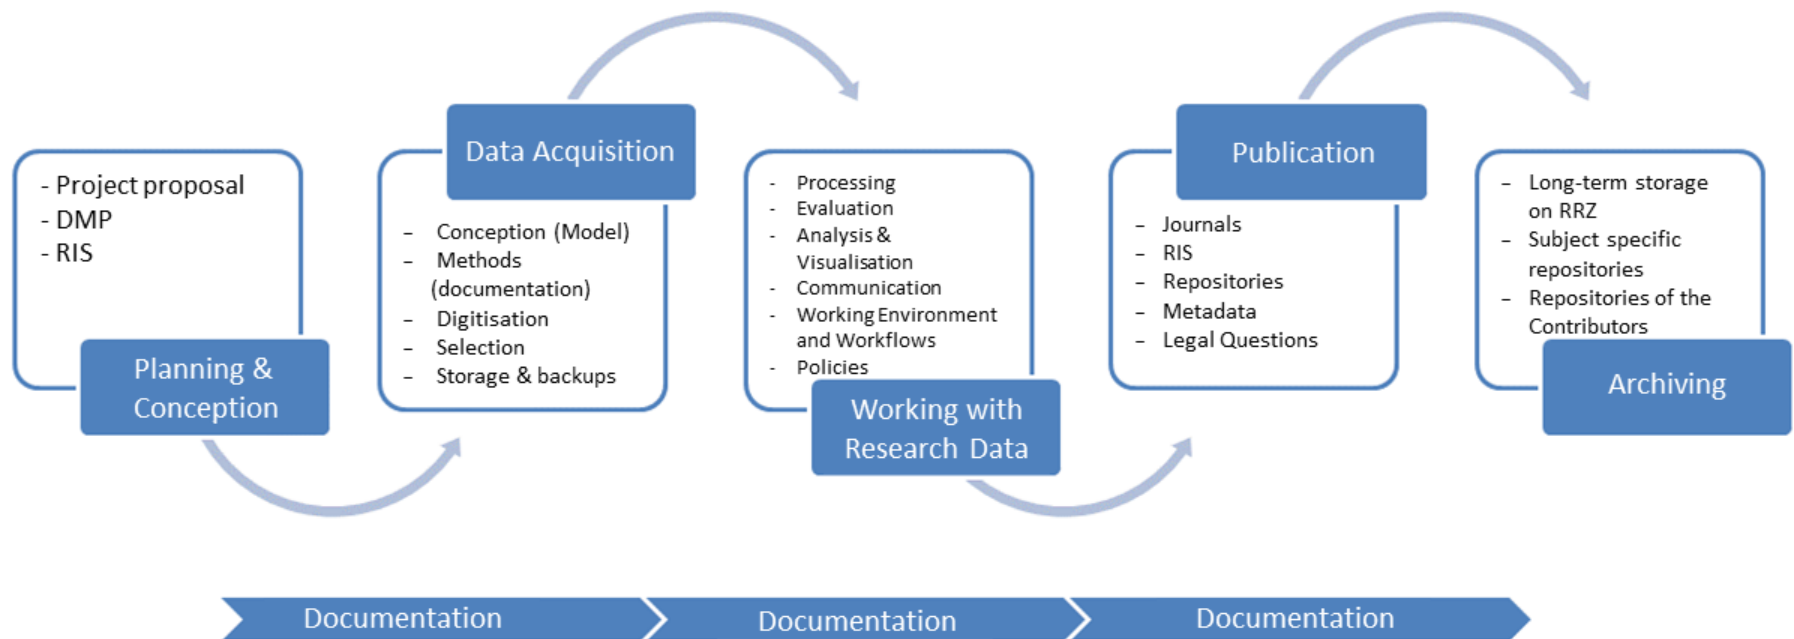 - Project proposal
- DMP
- RIS
Planning &
Conception
Data Acquisition
– Conception (Model)
– Methods
(documentation)
– Digitisation
– Selection
– Storage & backups
- Processing
- Evaluation
- Analysis &
Visualisation
- Communication
- Working Environment
and Workflows
- Policies
Working with
Research Data
Publication
– Journals
– RIS
– Repositories
– Metadata
– Legal Questions
– Long-term storage
on RRZ
– Subject specific
repositories
– Repositories of the
Contributors
Archiving
Documentation
Documentation
Documentation